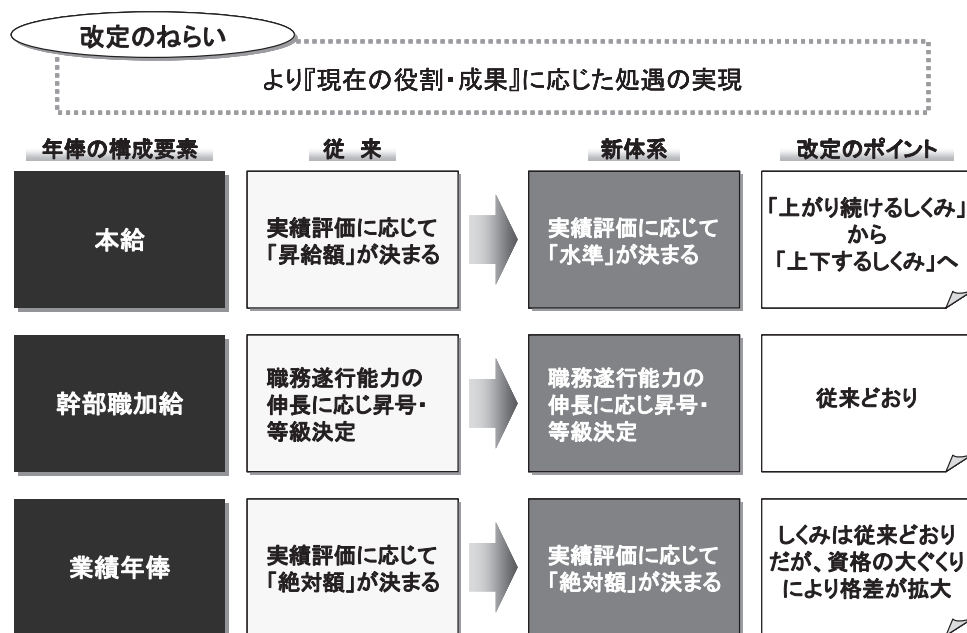 改定のねらい
より『現在の役割・成果』に応じた処遇の実現
年俸の構成要素
従 来
新体系
改定のポイント
本給
実績評価に応じて
「昇給額」が決まる
実績評価に応じて
「水準」が決まる
「上がり続けるしくみ」
から
「上下するしくみ」へ
幹部職加給
職務遂行能力の
伸長に応じ昇号・
等級決定
職務遂行能力の
伸長に応じ昇号・
等級決定
従来どおり
業績年俸
実績評価に応じて
「絶対額」が決まる
実績評価に応じて
「絶対額」が決まる
しくみは従来どおり
だが、資格の大ぐくり
により格差が拡大